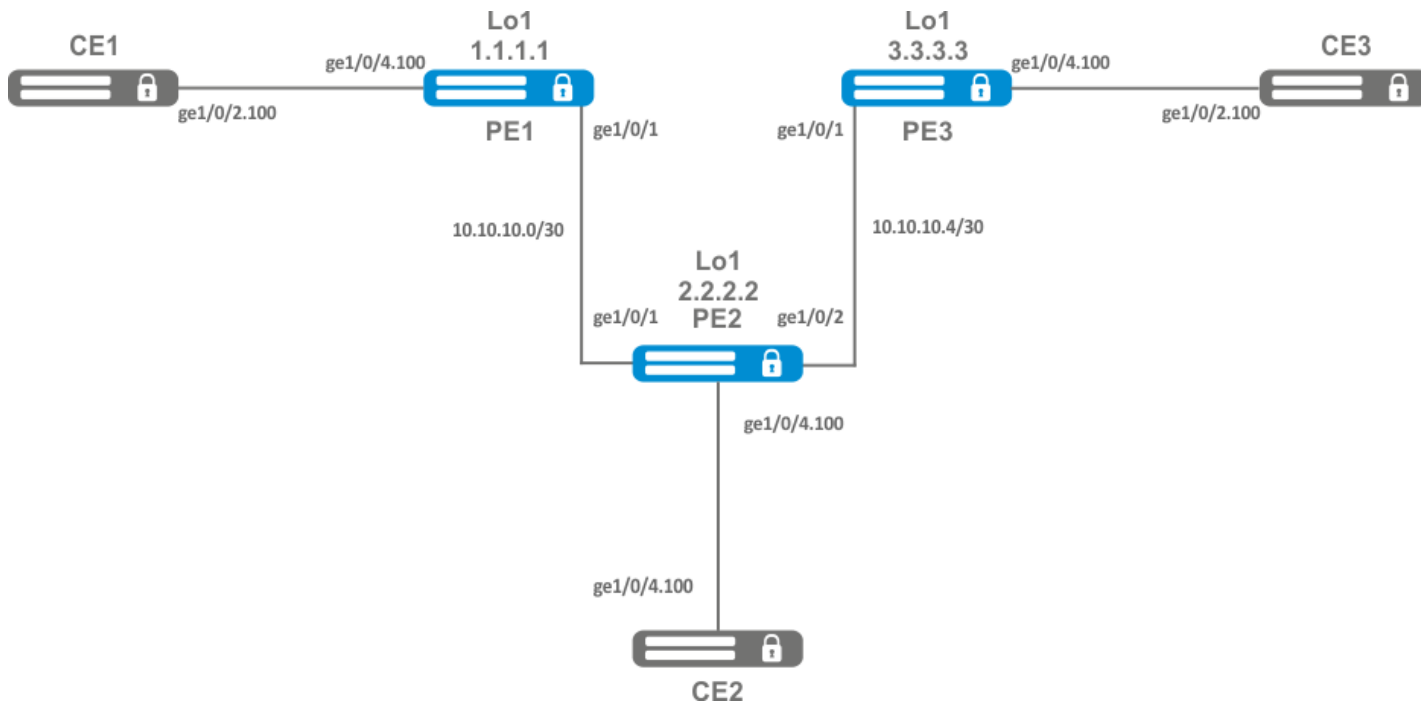 Lo1
1.1.1.1
Lo1
3.3.3.3
CE1
CE3
ge1/0/4.100
ge1/0/4.100
ge1/0/2.100
ge1/0/2.100
PE1
PE3
ge1/0/1
ge1/0/1
10.10.10.0/30
10.10.10.4/30
Lo1
2.2.2.2
PE2
ge1/0/1
ge1/0/2
ge1/0/4.100
ge1/0/4.100
CE2